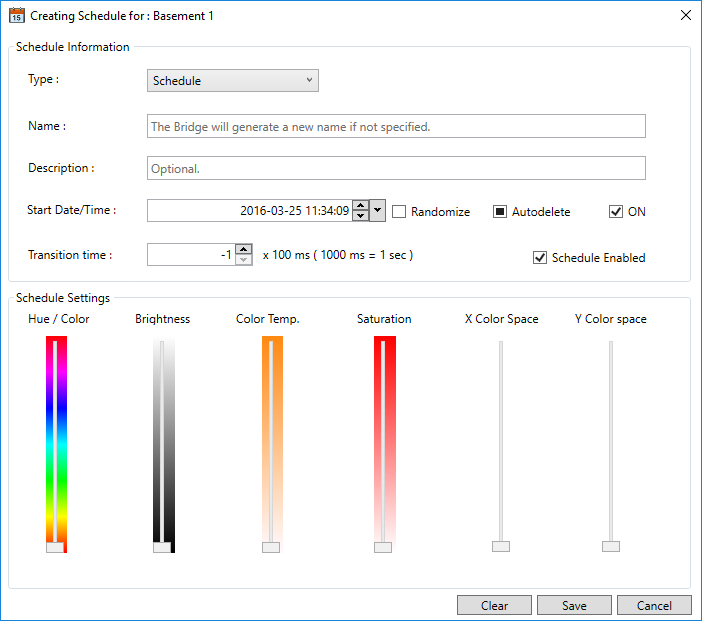 15 Creating Schedule for : Basement 1
Schedule Information
Type : Schedule
Name : The Bridge will generate a new name if not specified.
Description : Optional.
Start Date/Time : 2016-03-25 11:34:09 Randomize Autodelete ON
Transition time : -1 x 100 ms ( 1000 ms = 1 sec ) Schedule Enabled
Schedule Settings
Hue / Color Brightness Color Temp. Saturation X Color Space Y Color space
Clear Save Cancel